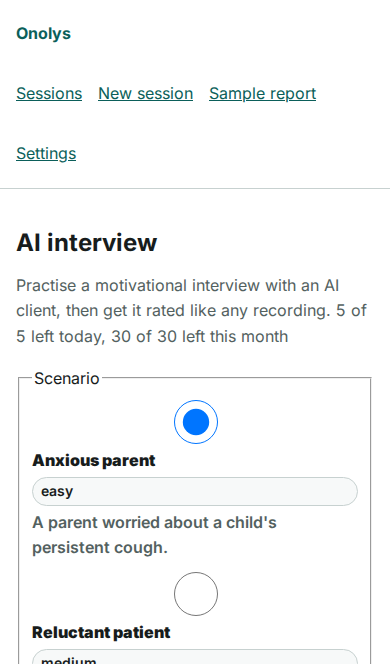 Onolys
Sessions New session Sample report
Settings
AI interview
Practise a motivational interview with an AI
client, then get it rated like any recording. 5 of
5 left today, 30 of 30 left this month
Scenario
Anxious parent
easy
A parent worried about a child's
persistent cough.
Reluctant patient
medium